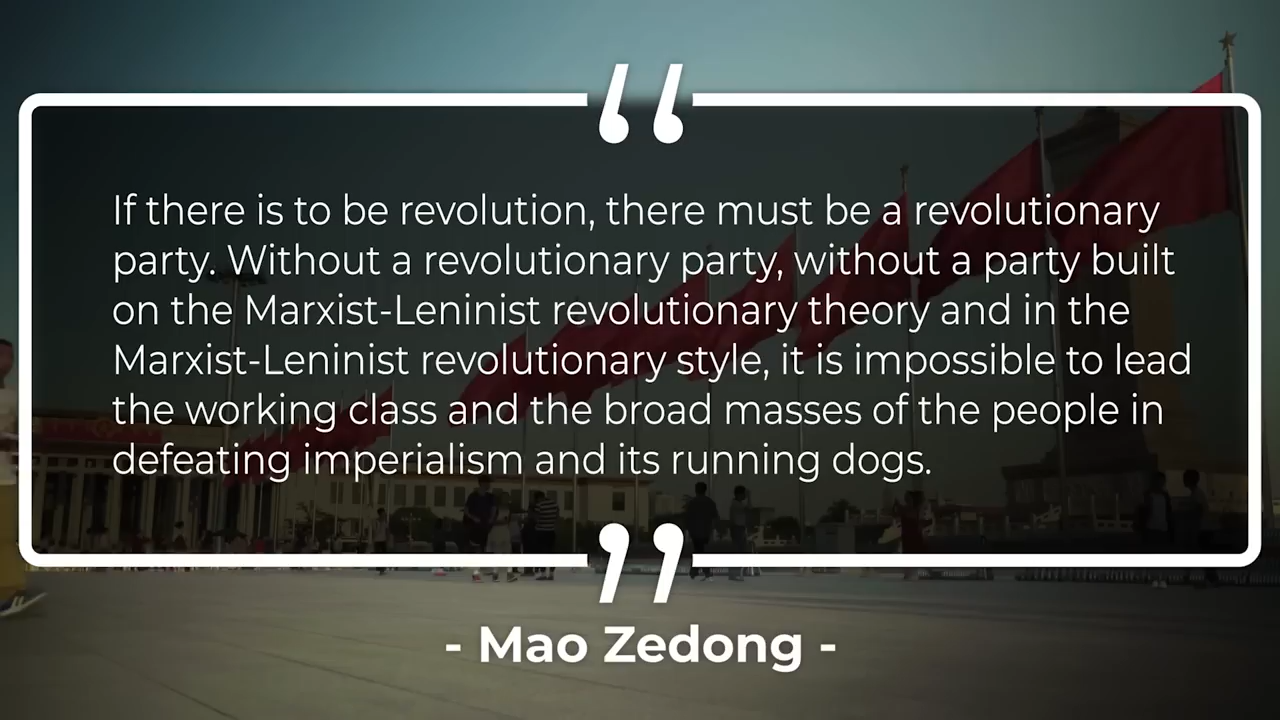 “
If there is to be revolution, there must be a revolutionary
party. Without a revolutionary party, without a party built
on the Marxist-Leninist revolutionary theory and in the
Marxist-Leninist revolutionary style, it is impossible to lead
the working class and the broad masses of the people in
defeating imperialism and its running dogs.
”
- Mao Zedong -